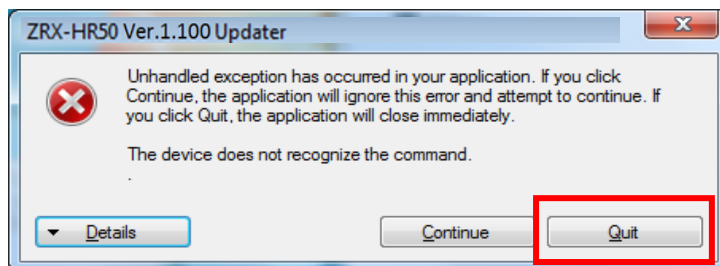 ZRX-HR50 Ver.1.100 Updater
Unhandled exception has occurred in your application. If you click
Continue, the application will ignore this error and attempt to continue. If
you click Quit, the application will close immediately.
The device does not recognize the command.
.
Details
Continue
Quit